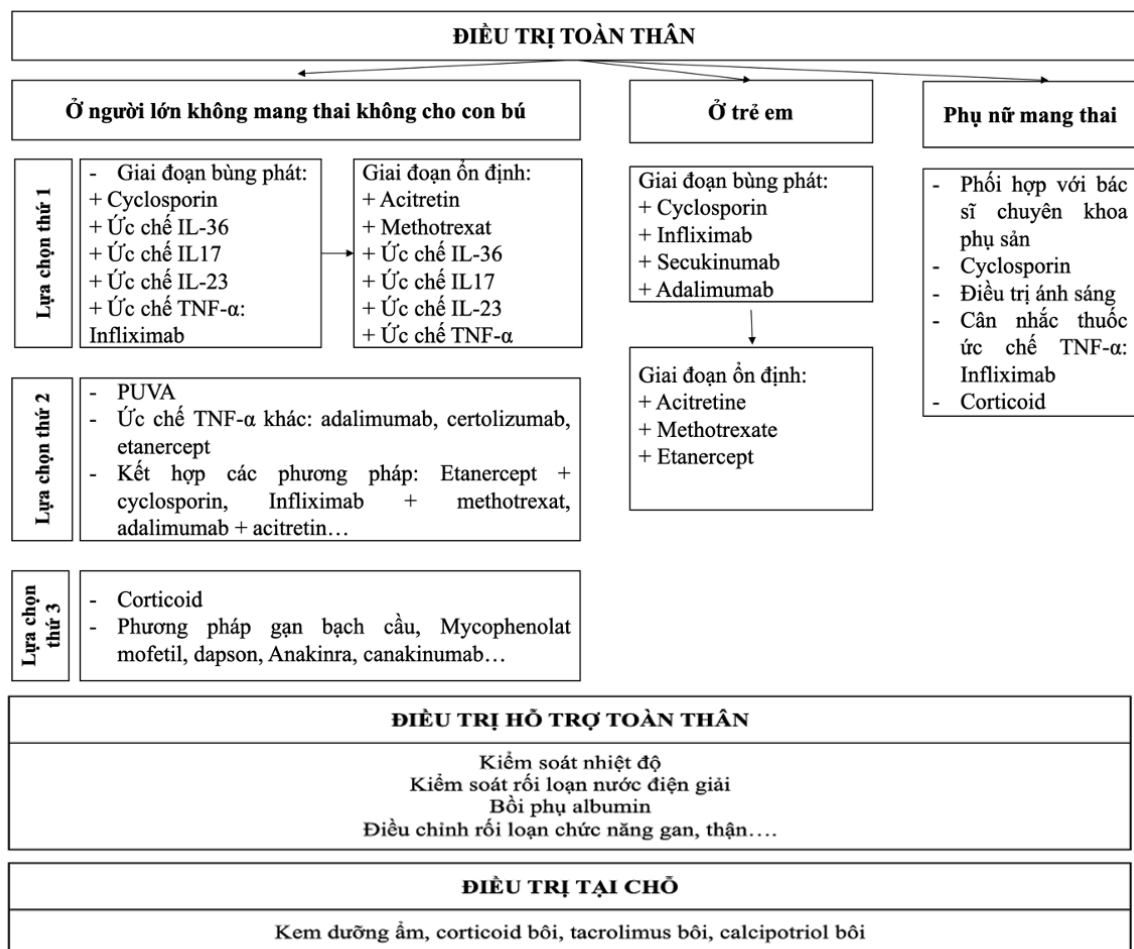 ĐIỀU TRỊ TOÀN THÂN
Ở người lớn không mang thai không cho con bú
Ở trẻ em
Phụ nữ mang thai
Lựa chọn thứ 1
- Giai đoạn bùng phát:
+ Cyclosporin
+ Ức chế IL-36
+ Ức chế IL17
+ Ức chế IL-23
+ Ức chế TNF-α:
Infliximab
Giai đoạn ổn định:
+ Acitretin
+ Methotrexat
+ Ức chế IL-36
+ Ức chế IL17
+ Ức chế IL-23
+ Ức chế TNF-α
Giai đoạn bùng phát:
+ Cyclosporin
+ Infliximab
+ Secukinumab
+ Adalimumab
Giai đoạn ổn định:
+ Acitretine
+ Methotrexate
+ Etanercept
- Phối hợp với bác
sĩ chuyên khoa
phụ sản
- Cyclosporin
- Điều trị ánh sáng
- Cân nhắc thuốc
ức chế TNF-α:
Infliximab
- Corticoid
Lựa chọn thứ 2
- PUVA
- Ức chế TNF-α khác: adalimumab, certolizumab,
etanercept
- Kết hợp các phương pháp: Etanercept +
cyclosporin, Infliximab + methotrexat,
adalimumab + acitretin…
Lựa chọn
thứ 3
- Corticoid
- Phương pháp gạn bạch cầu, Mycophenolat
mofetil, dapson, Anakinra, canakinumab…
ĐIỀU TRỊ HỖ TRỢ TOÀN THÂN
Kiểm soát nhiệt độ
Kiểm soát rối loạn nước điện giải
Bồi phụ albumin
Điều chỉnh rối loạn chức năng gan, thận….
ĐIỀU TRỊ TẠI CHỖ
Kem dưỡng ẩm, corticoid bôi, tacrolimus bôi, calcipotriol bôi